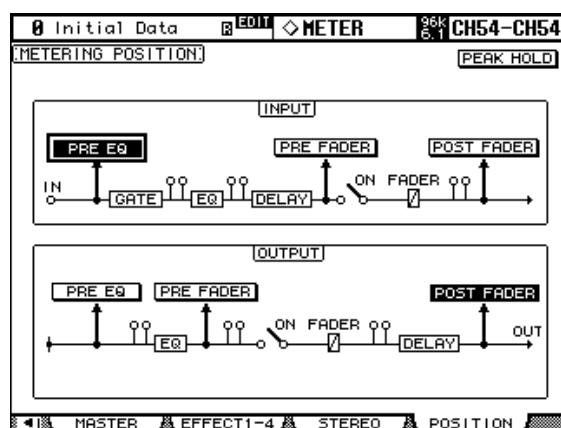 0 Initial Data R EDIT ◇METER 96k 6.1 CH54-CH54
METERING POSITION
PEAK HOLD
INPUT
PRE EQ PRE FADER POST FADER
IN GATE EQ DELAY ON FADER
OUTPUT
PRE EQ PRE FADER POST FADER
EQ ON FADER DELAY OUT
MASTER EFFECT1-4 STEREO POSITION